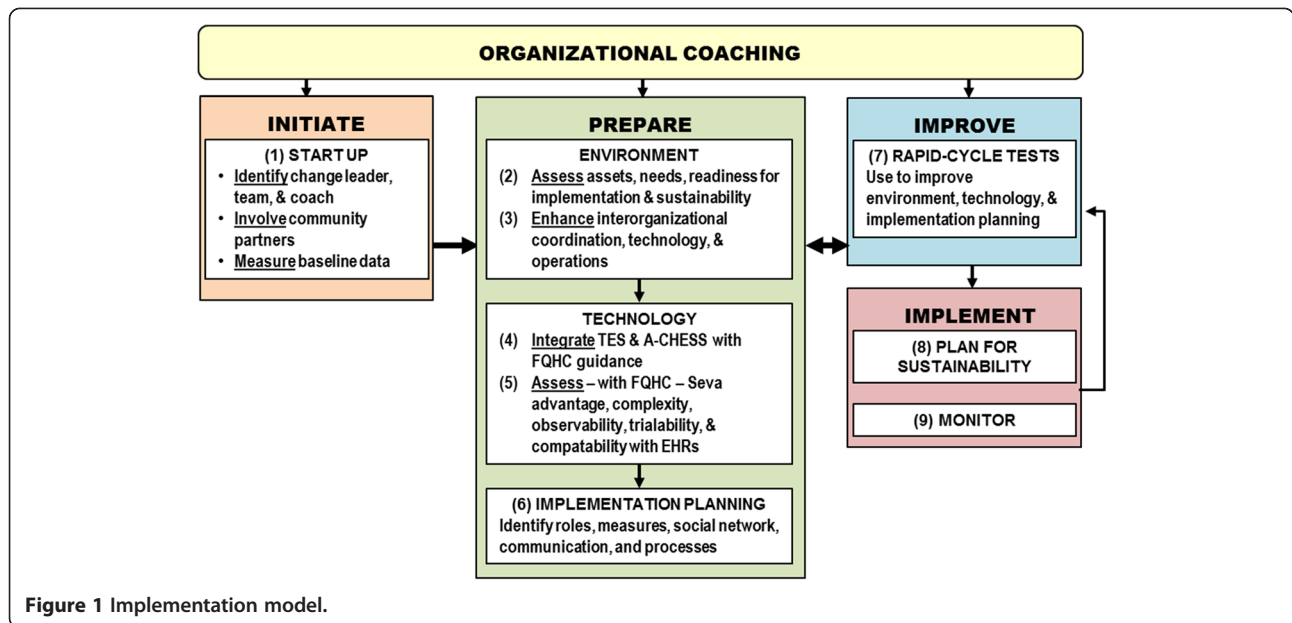 ORGANIZATIONAL COACHING
INITIATE
(1) START UP
• Identify change leader,
team, & coach
• Involve community
partners
• Measure baseline data
PREPARE
ENVIRONMENT
(2) Assess assets, needs, readiness for
implementation & sustainability
(3) Enhance interorganizational
coordination, technology, &
operations
TECHNOLOGY
(4) Integrate TES & A-CHESS with
FQHC guidance
(5) Assess – with FQHC – Seva
advantage, complexity,
observability, trialability, &
compatability with EHRs
(6) IMPLEMENTATION PLANNING
Identify roles, measures, social network,
communication, and processes
IMPROVE
(7) RAPID-CYCLE TESTS
Use to improve
environment, technology, &
implementation planning
IMPLEMENT
(8) PLAN FOR
SUSTAINABILITY
(9) MONITOR
Figure 1 Implementation model.